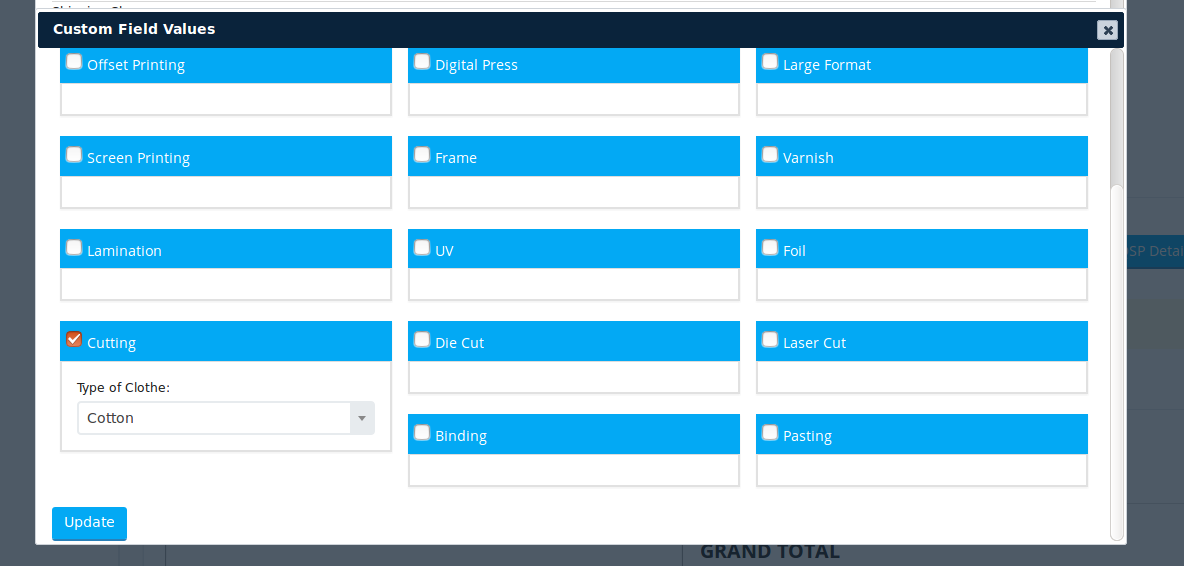 Custom Field Values
Offset Printing
Digital Press
Large Format
Screen Printing
Frame
Varnish
Lamination
UV
Foil
SP Detai
Cutting
Die Cut
Laser Cut
Type of Clothe:
Cotton
Binding
Pasting
Update
GRAND TOTAL